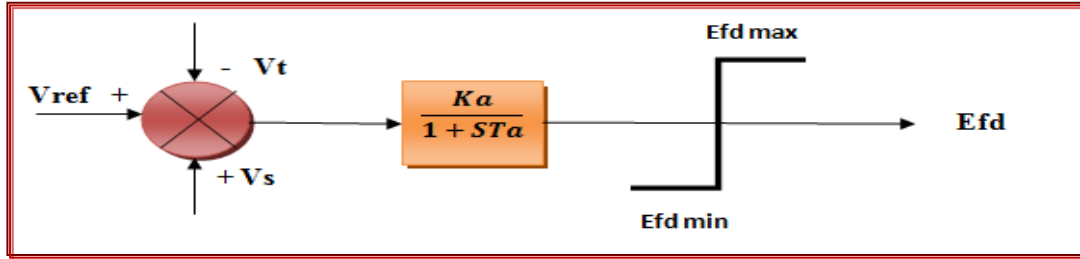 Efd max
- Vt
Vref +
Ka
1 + STa
Efd
+ Vs
Efd min